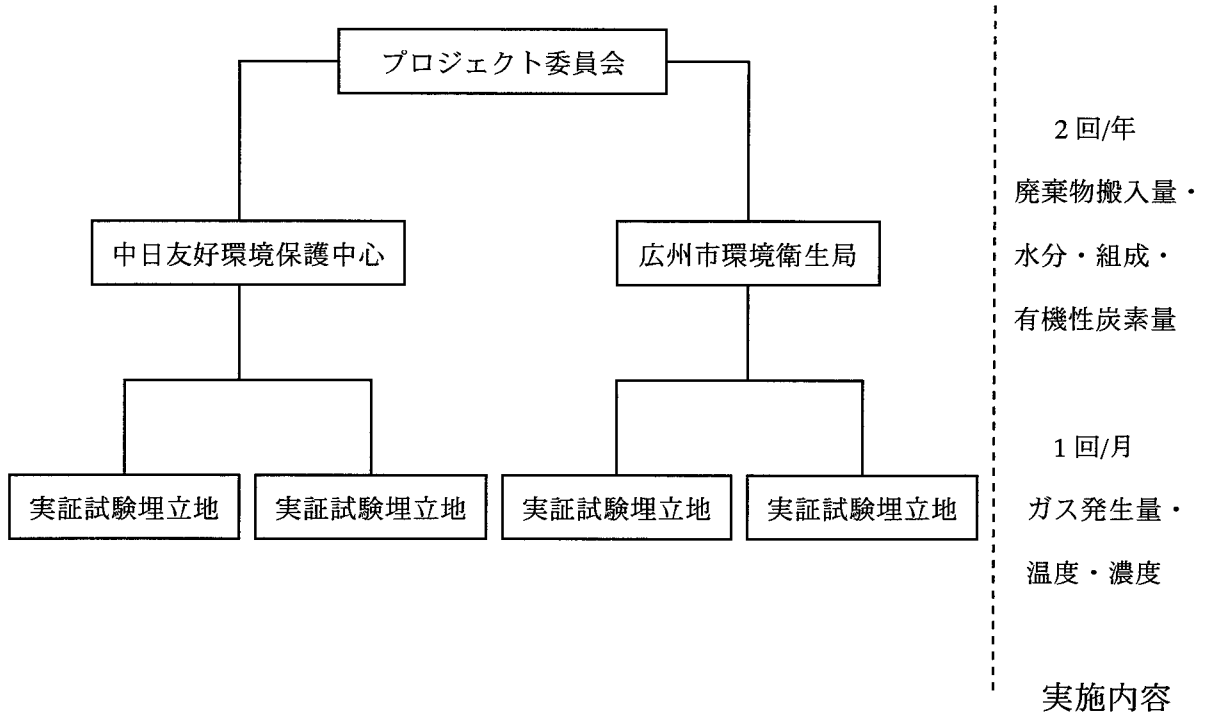 プロジェクト委員会
中日友好環境保護中心
広州市環境衛生局
実証試験埋立地
実証試験埋立地
実証試験埋立地
実証試験埋立地
2回/年
廃棄物搬入量・
水分・組成・
有機性炭素量
1回/月
ガス発生量・
温度・濃度
実施内容